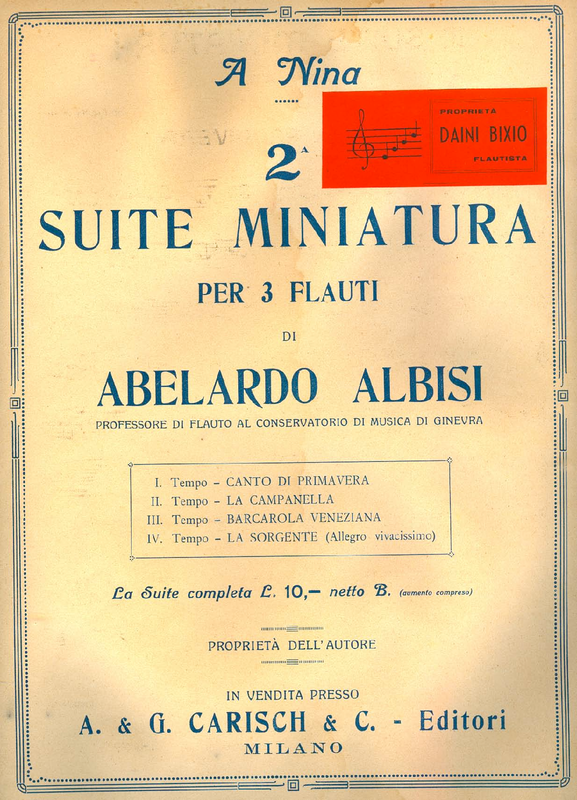 A Nina
PROPRIETÀ
DAINI BIXIO
FLAUTISTA
2A
SUITE MINIATURA
PER 3 FLAUTI
DI
ABELARDO ALBISI
PROFESSORE DI FLAUTO AL CONSERVATORIO DI MUSICA DI GINEVRA
I. Tempo - CANTO DI PRIMAVERA
II. Tempo - LA CAMPANELLA
III. Tempo - BARCAROLA VENEZIANA
IV. Tempo - LA SORGENTE (Allegro vivacissimo)
La Suite completa L. 10,— netto B. (aumento compreso)
PROPRIETÀ DELL'AUTORE
IN VENDITA PRESSO
A. & G. CARISCH & C. - Editori
MILANO